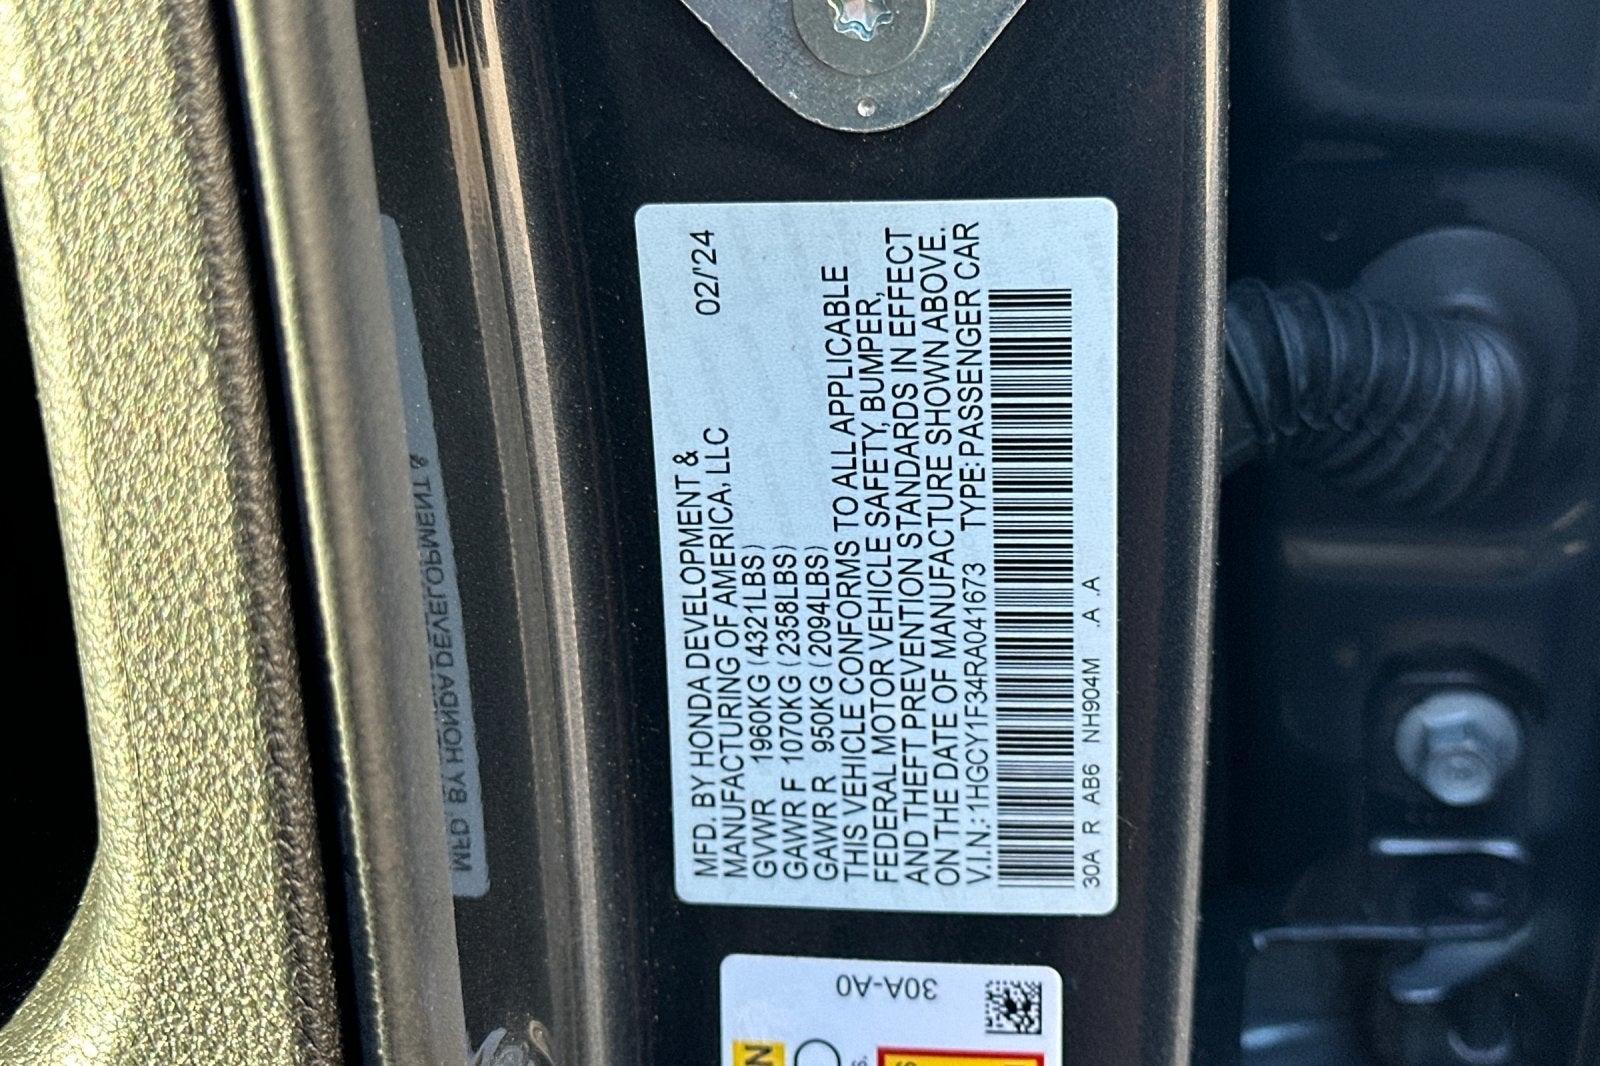 MFD. BY HONDA DEVELOPMENT &
MANUFACTURING OF AMERICA, LLC 02/'24
GVWR 1960KG (4321LBS)
GAWR F 1070KG (2358LBS)
GAWR R 950KG (2094LBS)
THIS VEHICLE CONFORMS TO ALL APPLICABLE
FEDERAL MOTOR VEHICLE SAFETY, BUMPER,
AND THEFT PREVENTION STANDARDS IN EFFECT
ON THE DATE OF MANUFACTURE SHOWN ABOVE.
V.I.N.: 1HGCY1F34RA041673 TYPE: PASSENGER CAR
30A R AB6 NH904M .A .A
30A-A0
MFD. BY HONDA DEVELOPMENT &